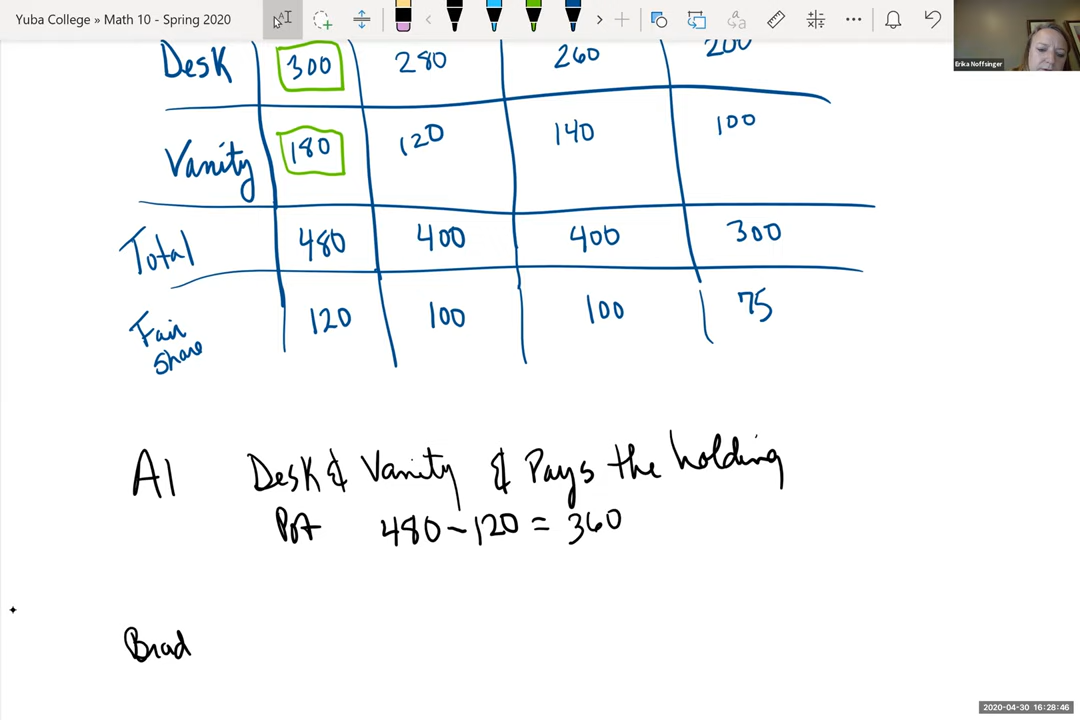 Yuba College » Math 10 - Spring 2020
Erika Noffsinger
Desk 300 280 260 200
Vanity 180 120 140 100
Total 480 400 400 300
Fair Share 120 100 100 75
Al Desk & Vanity & Pays the holding
Pot 480 - 120 = 360
Brad
2020-04-30 16:28:46